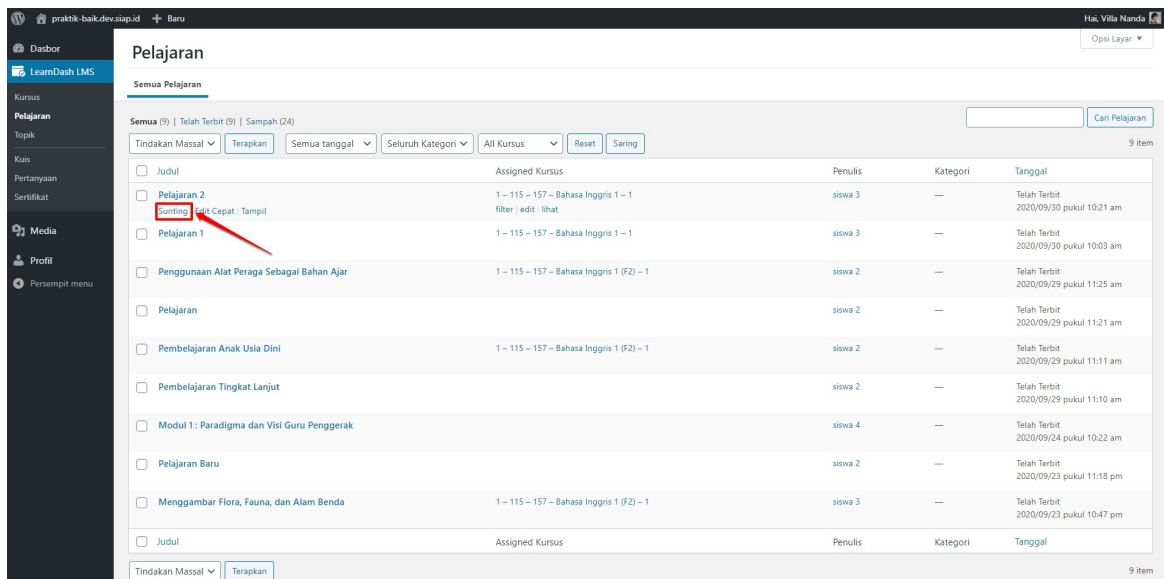 praktik-baik.dev.siap.id + Baru Hai, Villa Nanda
Dasbor
LearnDash LMS
Kursus
Pelajaran
Topik
Kuis
Pertanyaan
Sertifikat
Media
Profil
Persempit menu
Opsi Layar ▼
Pelajaran
Semua Pelajaran
Semua (9) | Telah Terbit (9) | Sampah (24)
Cari Pelajaran
Tindakan Massal Terapkan Semua tanggal Seluruh Kategori All Kursus Reset Saring 9 item
Judul Assigned Kursus Penulis Kategori Tanggal
Pelajaran 2 1 – 115 – 157 – Bahasa Inggris 1 – 1 siswa 3 — Telah Terbit
Sunting | Edit Cepat | Tampil filter | edit | lihat 2020/09/30 pukul 10:21 am
Pelajaran 1 1 – 115 – 157 – Bahasa Inggris 1 – 1 siswa 3 — Telah Terbit
2020/09/30 pukul 10:03 am
Penggunaan Alat Peraga Sebagai Bahan Ajar 1 – 115 – 157 – Bahasa Inggris 1 (F2) – 1 siswa 2 — Telah Terbit
2020/09/29 pukul 11:25 am
Pelajaran siswa 2 — Telah Terbit
2020/09/29 pukul 11:21 am
Pembelajaran Anak Usia Dini 1 – 115 – 157 – Bahasa Inggris 1 (F2) – 1 siswa 2 — Telah Terbit
2020/09/29 pukul 11:11 am
Pembelajaran Tingkat Lanjut siswa 2 — Telah Terbit
2020/09/29 pukul 11:10 am
Modul 1 : Paradigma dan Visi Guru Penggerak siswa 4 — Telah Terbit
2020/09/24 pukul 10:22 am
Pelajaran Baru siswa 2 — Telah Terbit
2020/09/23 pukul 11:18 pm
Menggambar Flora, Fauna, dan Alam Benda 1 – 115 – 157 – Bahasa Inggris 1 (F2) – 1 siswa 3 — Telah Terbit
2020/09/23 pukul 10:47 pm
Judul Assigned Kursus Penulis Kategori Tanggal
Tindakan Massal Terapkan 9 item